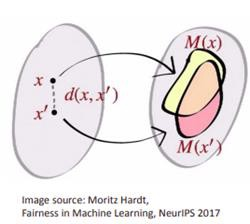 M(x)
x
d(x, x')
x'
M(x')
Image source: Moritz Hardt,
Fairness in Machine Learning, NeurIPS 2017